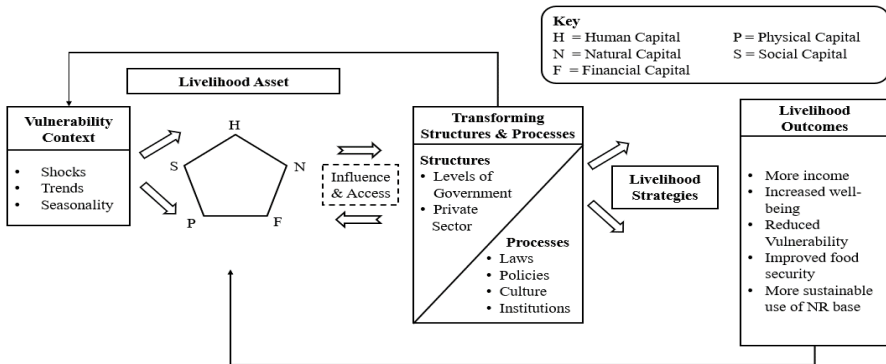 Key
H = Human Capital
P = Physical Capital
N = Natural Capital
S = Social Capital
F = Financial Capital
Livelihood Asset
Vulnerability
Context
• Shocks
• Trends
• Seasonality
H
S
N
P
F
Influence
& Access
Transforming
Structures & Processes
Structures
• Levels of
Government
• Private
Sector
Processes
• Laws
• Policies
• Culture
• Institutions
Livelihood
Strategies
Livelihood
Outcomes
• More income
• Increased well-
being
• Reduced
Vulnerability
• Improved food
security
• More sustainable
use of NR base